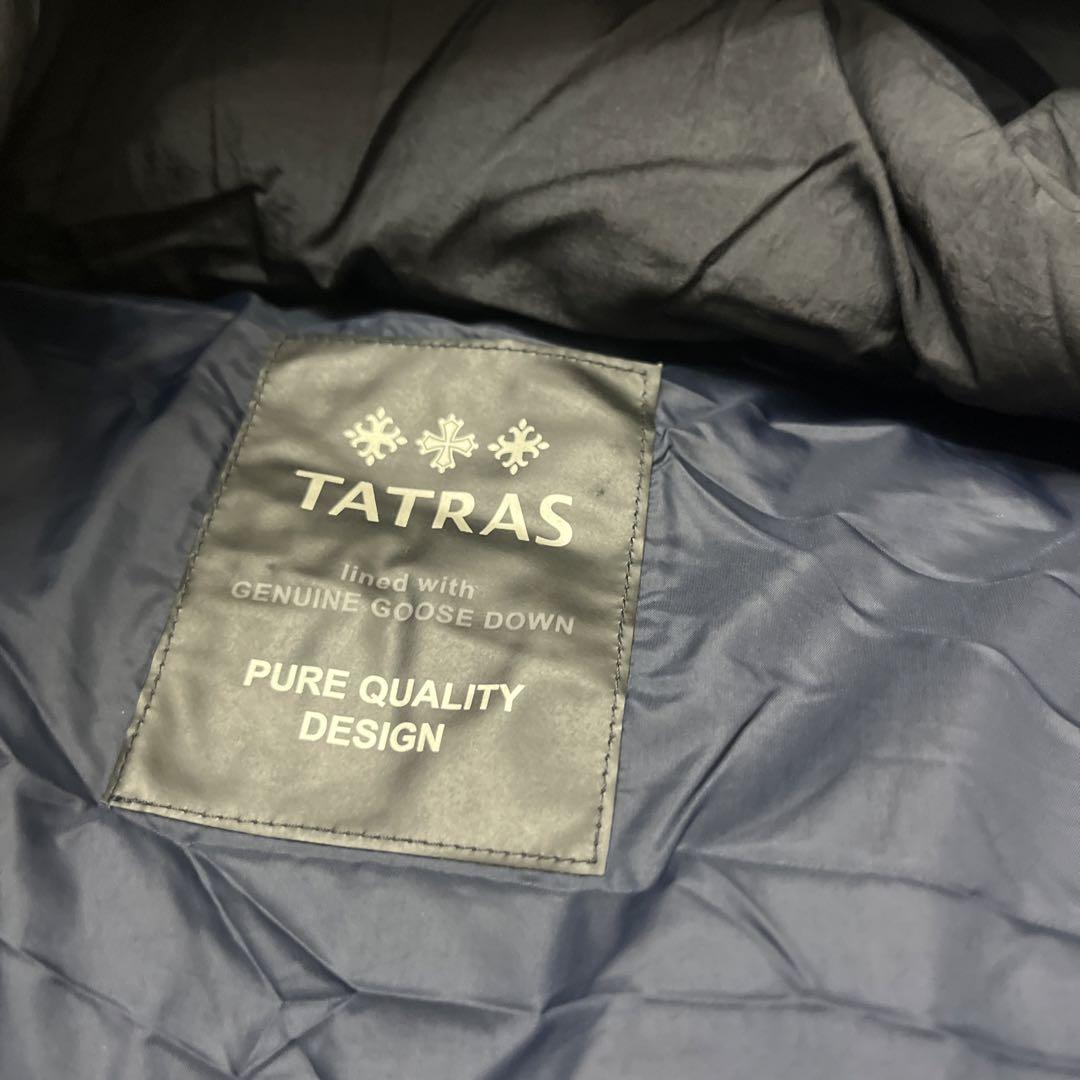 TATRAS
lined with
GENUINE GOOSE DOWN
PURE QUALITY
DESIGN